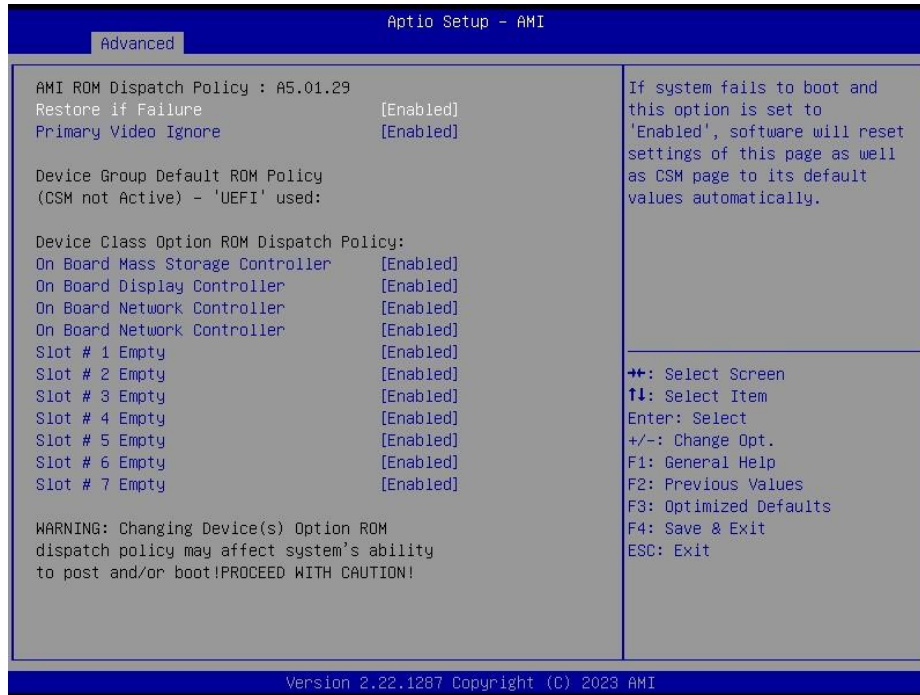 Aptio Setup - AMI
Advanced
AMI ROM Dispatch Policy : A5.01.29
Restore if Failure [Enabled]
Primary Video Ignore [Enabled]
Device Group Default ROM Policy
(CSM not Active) - 'UEFI' used:
Device Class Option ROM Dispatch Policy:
On Board Mass Storage Controller [Enabled]
On Board Display Controller [Enabled]
On Board Network Controller [Enabled]
On Board Network Controller [Enabled]
Slot # 1 Empty [Enabled]
Slot # 2 Empty [Enabled]
Slot # 3 Empty [Enabled]
Slot # 4 Empty [Enabled]
Slot # 5 Empty [Enabled]
Slot # 6 Empty [Enabled]
Slot # 7 Empty [Enabled]
WARNING: Changing Device(s) Option ROM
dispatch policy may affect system's ability
to post and/or boot!PROCEED WITH CAUTION!
If system fails to boot and
this option is set to
'Enabled', software will reset
settings of this page as well
as CSM page to its default
values automatically.
→←: Select Screen
↑↓: Select Item
Enter: Select
+/-: Change Opt.
F1: General Help
F2: Previous Values
F3: Optimized Defaults
F4: Save & Exit
ESC: Exit
Version 2.22.1287 Copyright (C) 2023 AMI